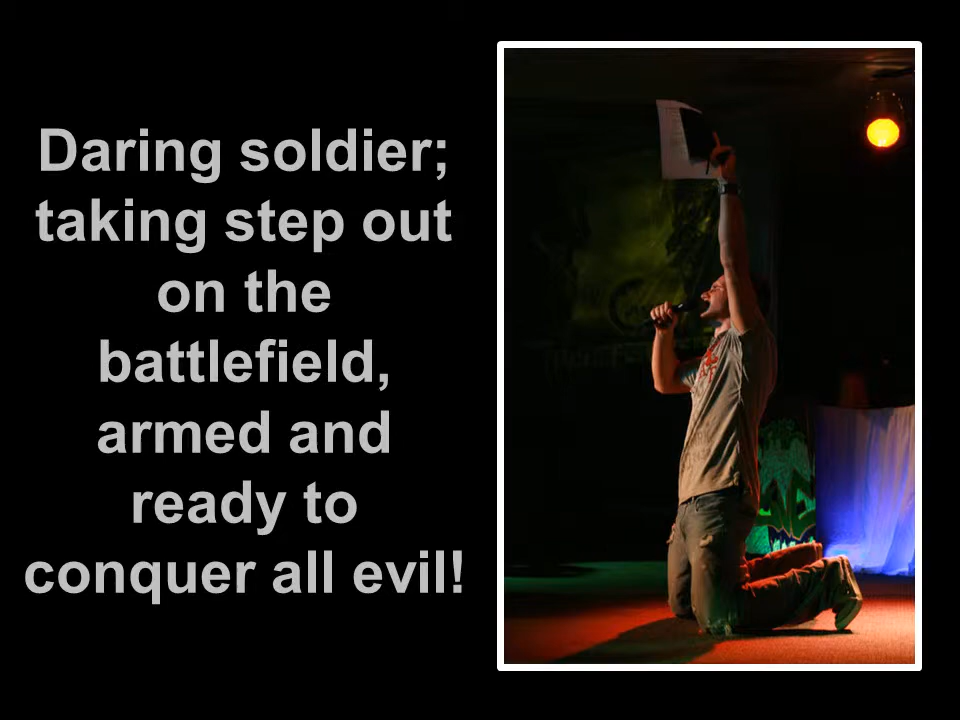 Daring soldier;
taking step out
on the
battlefield,
armed and
ready to
conquer all evil!